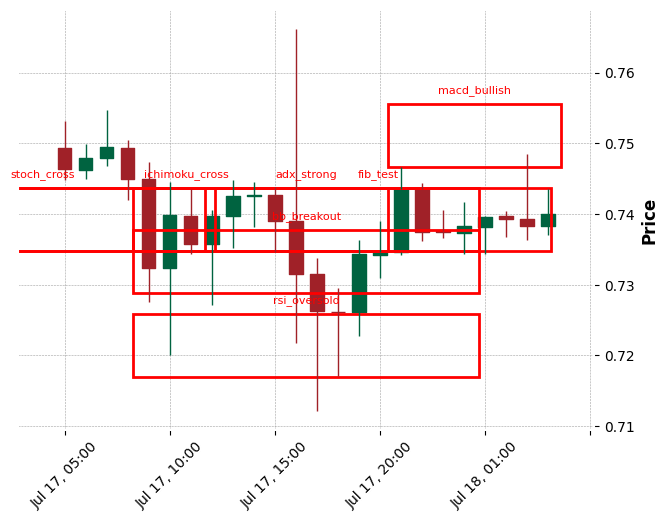 macd_bullish
stoch_cross
ichimoku_cross
adx_strong
fib_test
rsi_oversold
0.76
0.75
0.74
0.73
0.72
0.71
Price
Jul 17, 05:00
Jul 17, 10:00
Jul 17, 15:00
Jul 17, 20:00
Jul 18, 01:00